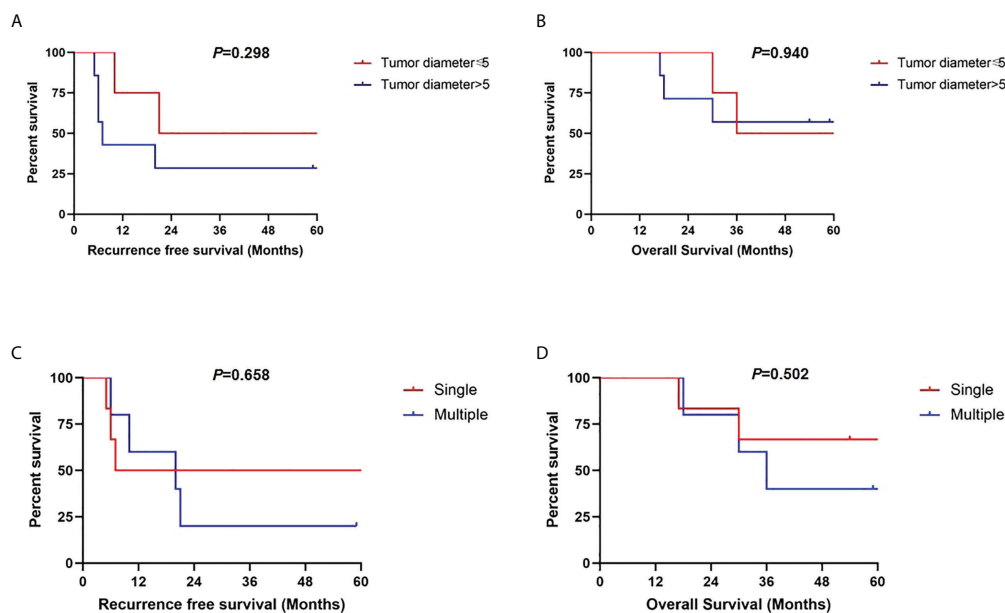 A
P=0.298
100
75
50
25
0
Percent survival
0 12 24 36 48 60
Recurrence free survival (Months)
Tumor diameter≤5
Tumor diameter>5
B
P=0.940
100
75
50
25
0
Percent survival
0 12 24 36 48 60
Overall Survival (Months)
Tumor diameter≤5
Tumor diameter>5
C
P=0.658
100
75
50
25
0
Percent survival
0 12 24 36 48 60
Recurrence free survival (Months)
Single
Multiple
D
P=0.502
100
75
50
25
0
Percent survival
0 12 24 36 48 60
Overall Survival (Months)
Single
Multiple